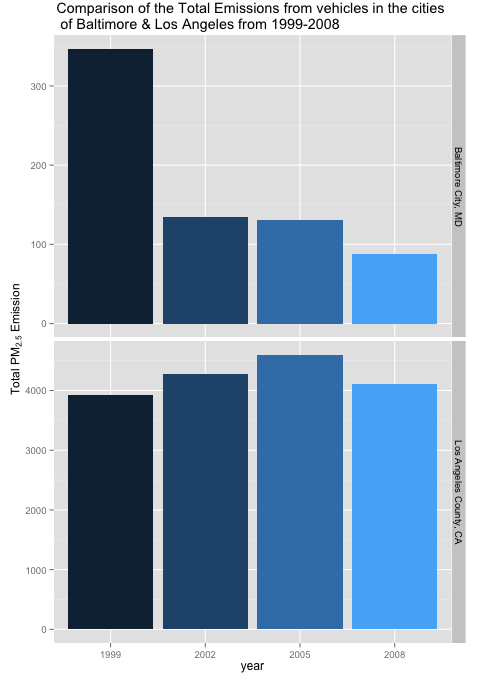 Comparison of the Total Emissions from vehicles in the cities
of Baltimore & Los Angeles from 1999-2008
300
200
100
0
Baltimore City, MD
Total PM2.5 Emission
4000
3000
2000
1000
0
Los Angeles County, CA
1999 2002 2005 2008
year